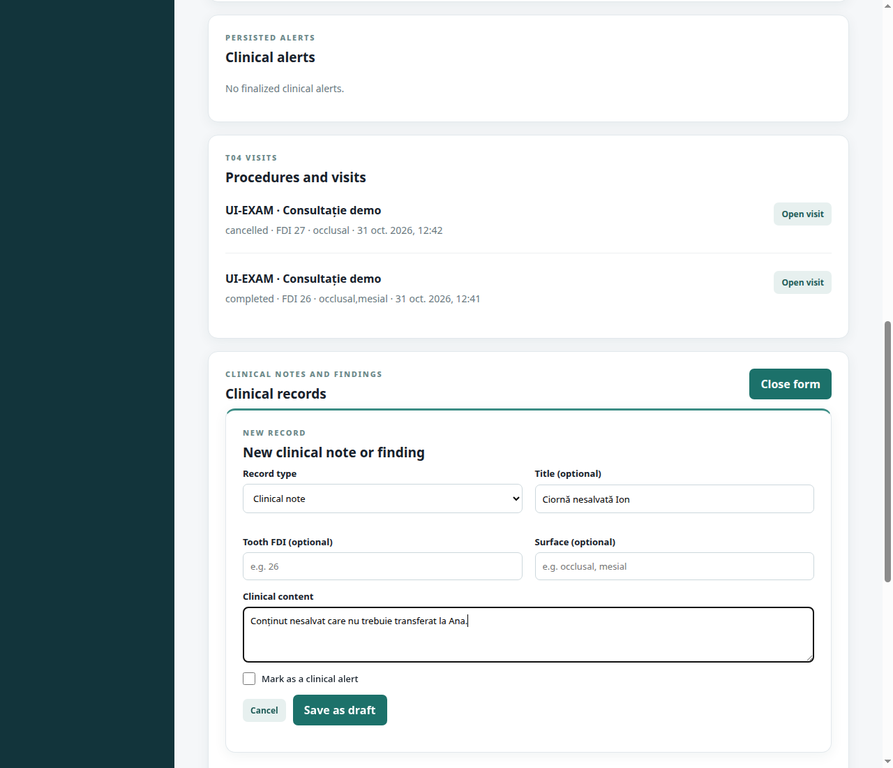 PERSISTED ALERTS
Clinical alerts
No finalized clinical alerts.
T04 VISITS
Procedures and visits
UI-EXAM · Consultație demo
Open visit
cancelled · FDI 27 · occlusal · 31 oct. 2026, 12:42
UI-EXAM · Consultație demo
Open visit
completed · FDI 26 · occlusal,mesial · 31 oct. 2026, 12:41
CLINICAL NOTES AND FINDINGS
Clinical records
Close form
NEW RECORD
New clinical note or finding
Record type
Title (optional)
Clinical note
Ciornă nesalvată Ion
Tooth FDI (optional)
Surface (optional)
e.g. 26
e.g. occlusal, mesial
Clinical content
Conținut nesalvat care nu trebuie transferat la Ana.
Mark as a clinical alert
Cancel
Save as draft